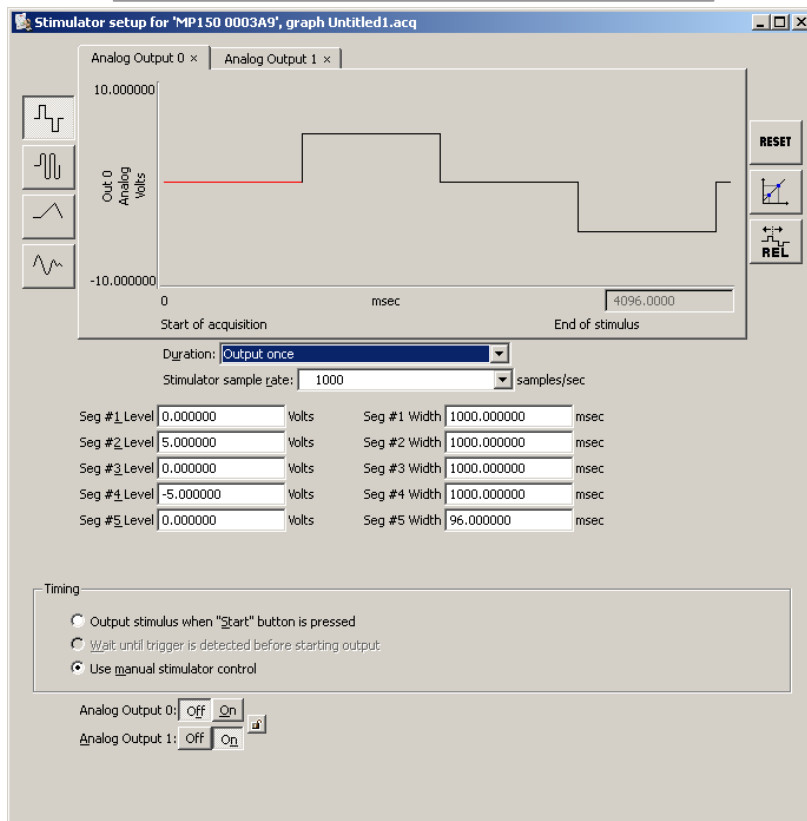 Stimulator setup for 'MP150 0003A9', graph Untitled1.acq
Analog Output 0 × Analog Output 1 ×
10.000000
Out 0
Analog
Volts
-10.000000
RESET
REL
0 msec 4096.0000
Start of acquisition End of stimulus
Duration: Output once
Stimulator sample rate: 1000 samples/sec
Seg #1 Level 0.000000 Volts Seg #1 Width 1000.000000 msec
Seg #2 Level 5.000000 Volts Seg #2 Width 1000.000000 msec
Seg #3 Level 0.000000 Volts Seg #3 Width 1000.000000 msec
Seg #4 Level -5.000000 Volts Seg #4 Width 1000.000000 msec
Seg #5 Level 0.000000 Volts Seg #5 Width 96.000000 msec
Timing
Output stimulus when "Start" button is pressed
Wait until trigger is detected before starting output
Use manual stimulator control
Analog Output 0: Off On
Analog Output 1: Off On